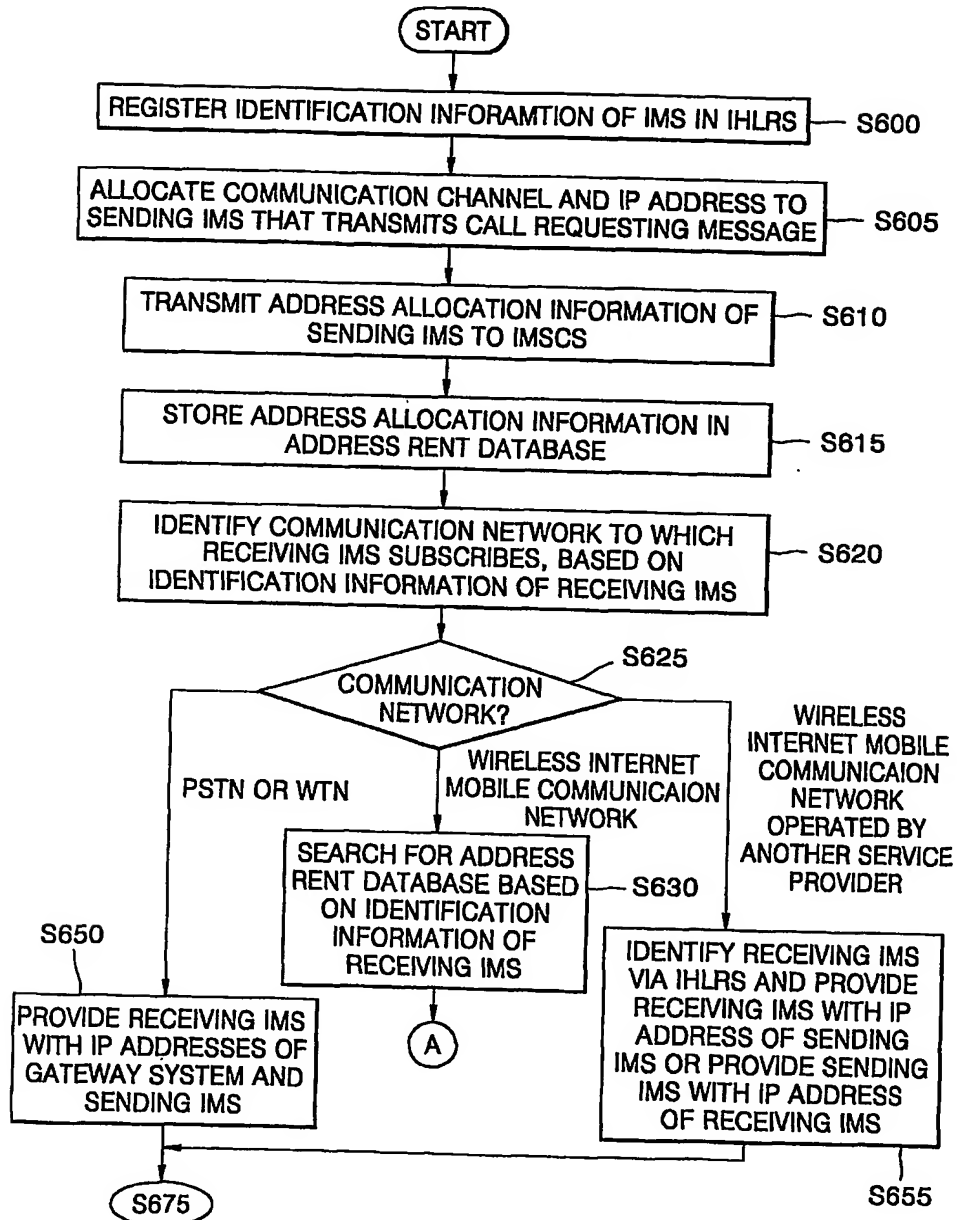 START
REGISTER IDENTIFICATION INFORAMTION OF IMS IN IHLRS
S600
ALLOCATE COMMUNICATION CHANNEL AND IP ADDRESS TO
SENDING IMS THAT TRANSMITS CALL REQUESTING MESSAGE
S605
TRANSMIT ADDRESS ALLOCATION INFORMATION OF
SENDING IMS TO IMSCS
S610
STORE ADDRESS ALLOCATION INFORMATION IN
ADDRESS RENT DATABASE
S615
IDENTIFY COMMUNICATION NETWORK TO WHICH
RECEIVING IMS SUBSCRIBES, BASED ON
IDENTIFICATION INFORMATION OF RECEIVING IMS
S620
S625
COMMUNICATION
NETWORK?
PSTN OR WTN
WIRELESS INTERNET
MOBILE COMMUNICAION
NETWORK
WIRELESS
INTERNET MOBILE
COMMUNICAION
NETWORK
OPERATED BY
ANOTHER SERVICE
PROVIDER
SEARCH FOR ADDRESS
RENT DATABASE BASED
ON IDENTIFICATION
INFORMATION OF
RECEIVING IMS
S630
A
S650
PROVIDE RECEIVING IMS
WITH IP ADDRESSES OF
GATEWAY SYSTEM AND
SENDING IMS
IDENTIFY RECEIVING IMS
VIA IHLRS AND PROVIDE
RECEIVING IMS WITH IP
ADDRESS OF SENDING
IMS OR PROVIDE SENDING
IMS WITH IP ADDRESS
OF RECEIVING IMS
S655
S675